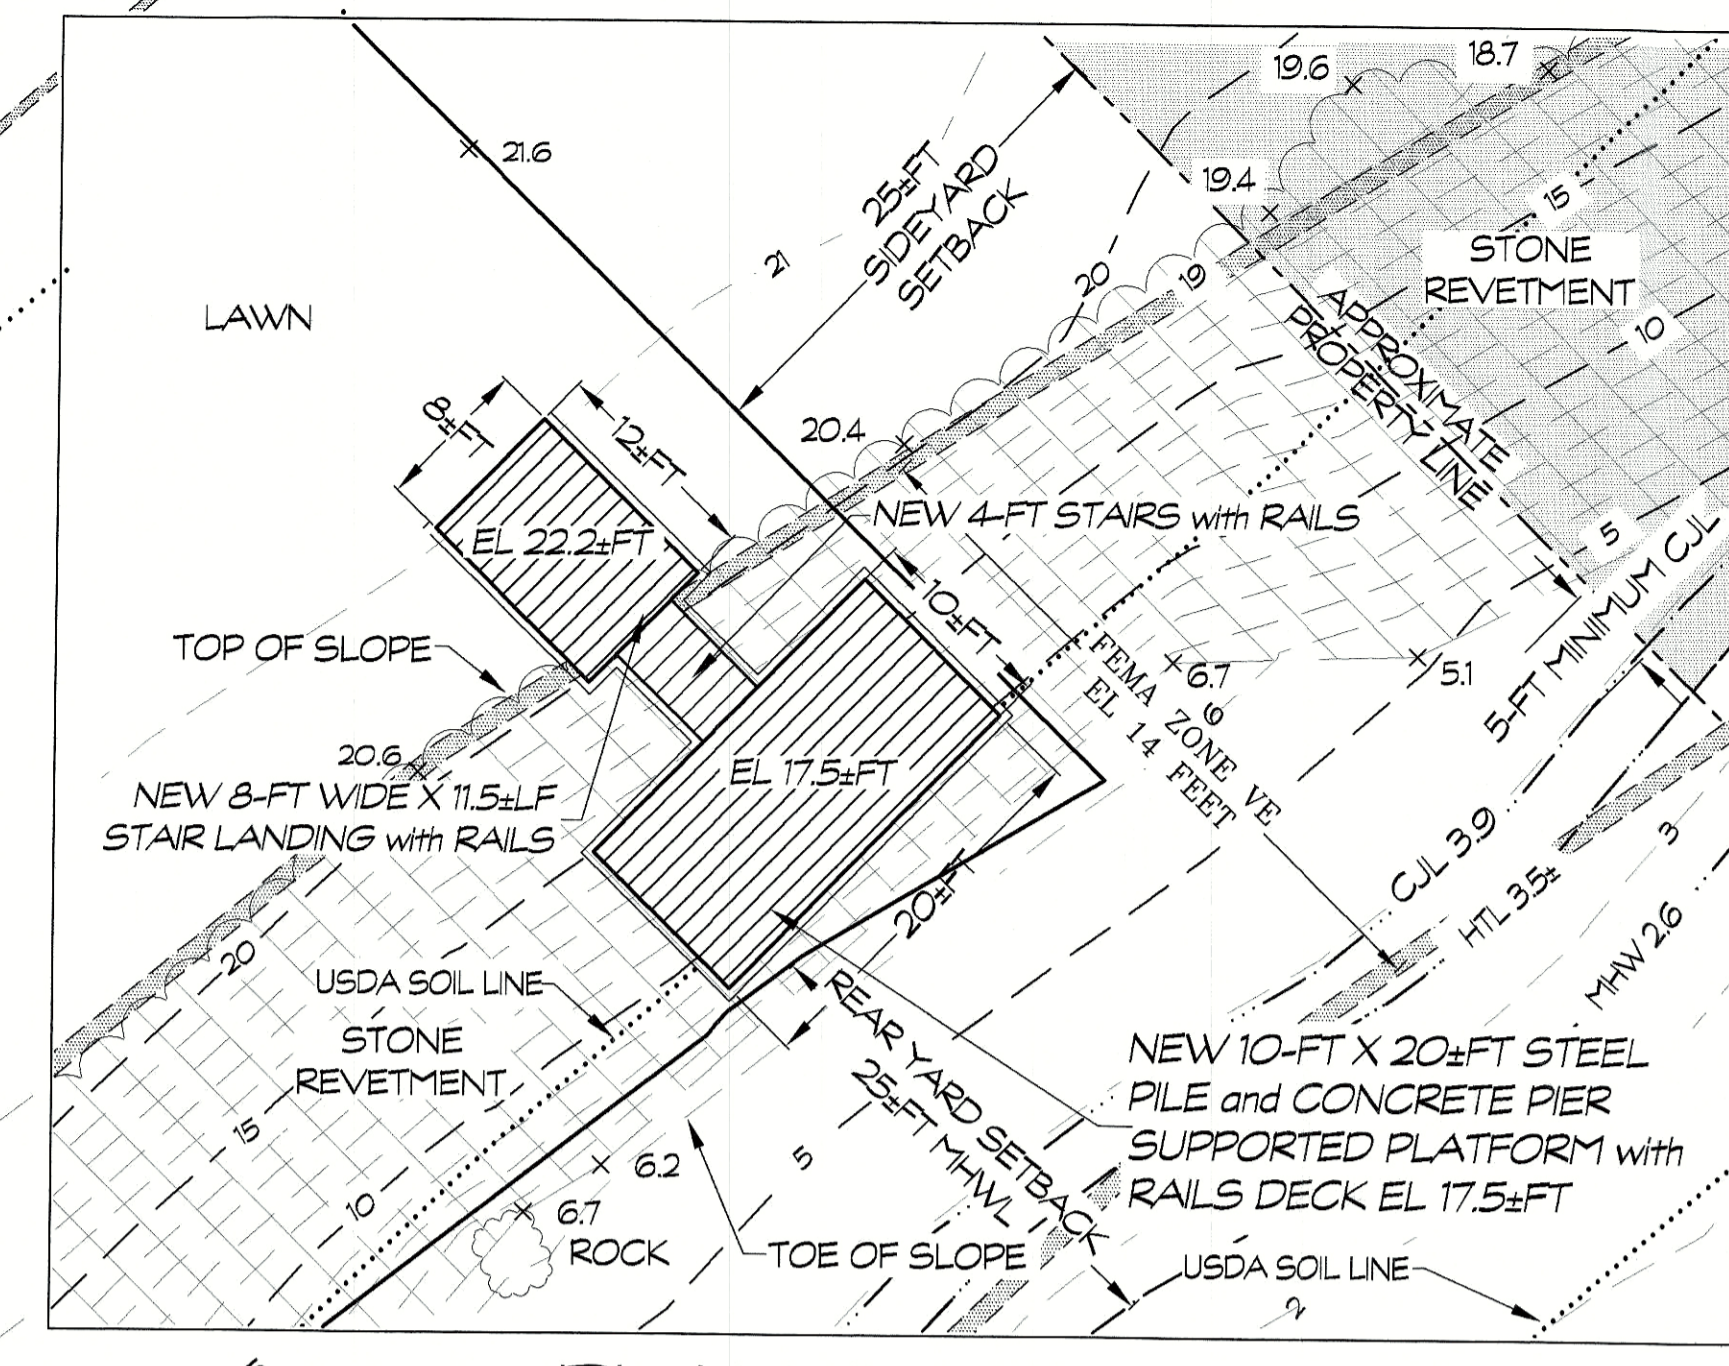 19.6
18.7
21.6
25±FT
SIDEYARD
SETBACK
19.4
15
STONE
REVETMENT
21
20
19
10
LAWN
APPROXIMATE
PROPERTY LINE
8±FT
12±FT
20.4
NEW 4-FT STAIRS with RAILS
5
5-FT MINIMUM CJL
EL 22.2±FT
10±FT
TOP OF SLOPE
FEMA ZONE VE
EL 14 FEET
6.7
6
5.1
20.6
EL 17.5±FT
NEW 8-FT WIDE X 11.5±LF
STAIR LANDING with RAILS
CJL 3.9
HTL 3.5±
3
MHW 2.6
20±FT
20
USDA SOIL LINE
STONE
REVETMENT
REAR YARD SETBACK
25±FT MHWL
NEW 10-FT X 20±FT STEEL
PILE and CONCRETE PIER
SUPPORTED PLATFORM with
RAILS DECK EL 17.5±FT
15
10
6.2
5
6.7
ROCK
TOE OF SLOPE
USDA SOIL LINE
2